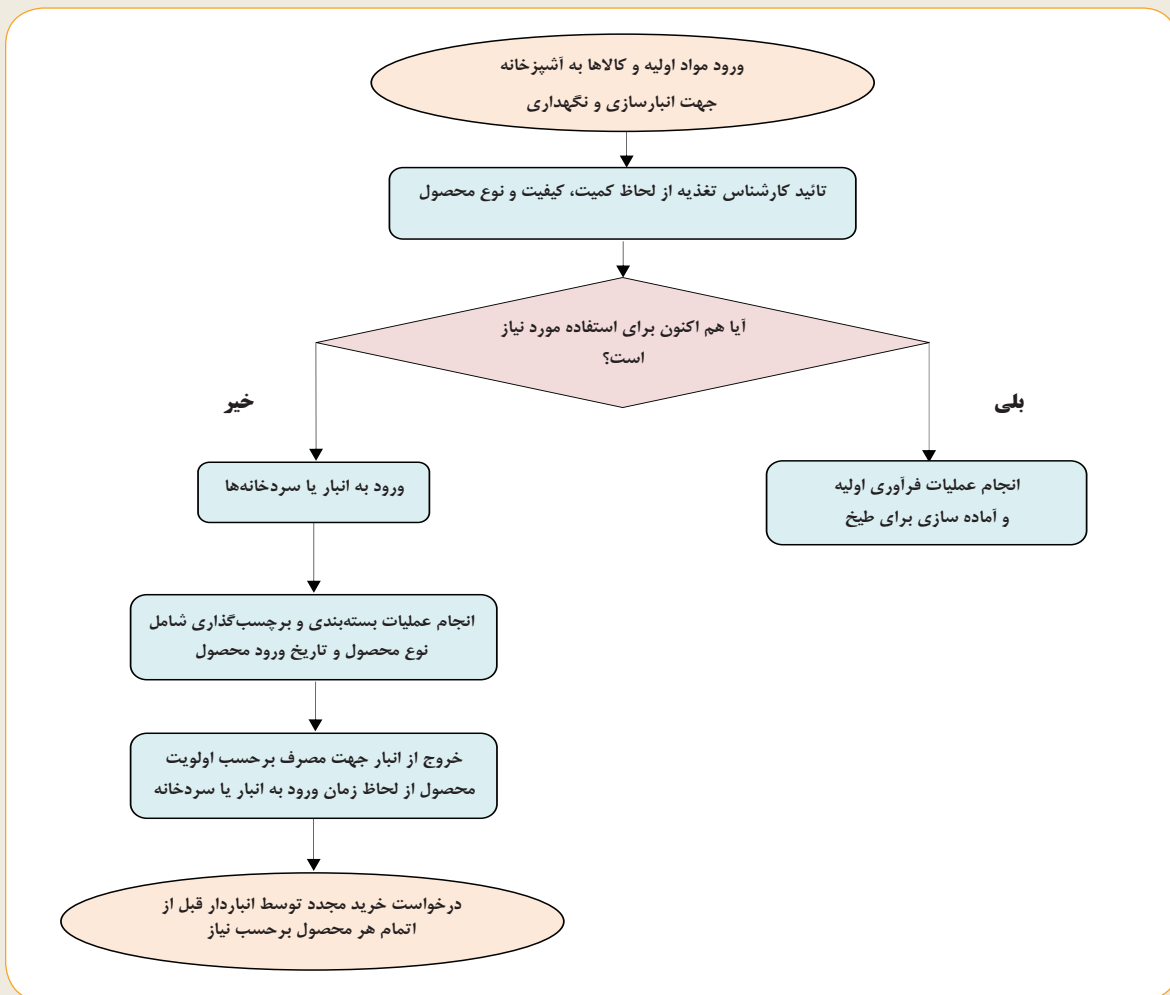 ورود مواد اولیه و کالاها به آشپزخانه
جهت انبارسازی و نگهداری
تائید کارشناس تغذیه از لحاظ کمیت، کیفیت و نوع محصول
آیا هم اکنون برای استفاده مورد نیاز
است؟
بلی
خیر
انجام عملیات فرآوری اولیه
و آماده سازی برای طیخ
ورود به انبار یا سردخانه‌ها
انجام عملیات بسته‌بندی و برچسب‌گذاری شامل
نوع محصول و تاریخ ورود محصول
خروج از انبار جهت مصرف برحسب اولویت
محصول از لحاظ زمان ورود به انبار یا سردخانه
درخواست خرید مجدد توسط انباردار قبل از
اتمام هر محصول برحسب نیاز